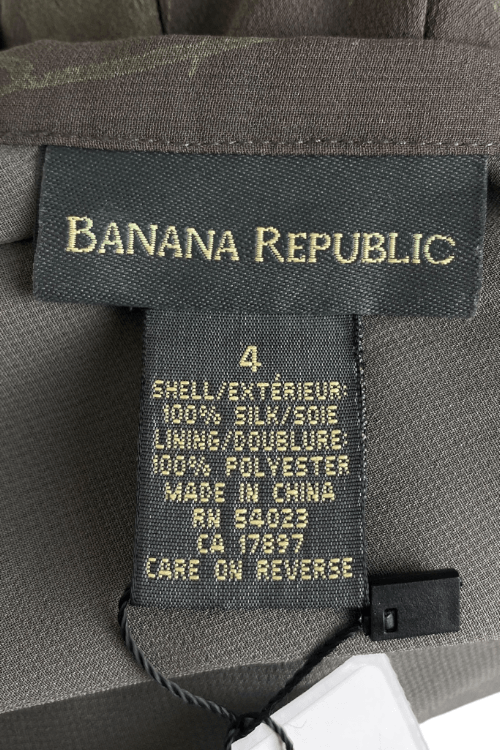 BANANA REPUBLIC
4
SHELL/EXTÉRIEUR:
100% SILK/SOIE
LINING/DOUBLURE:
100% POLYESTER
MADE IN CHINA
RN 54023
CA 17897
CARE ON REVERSE